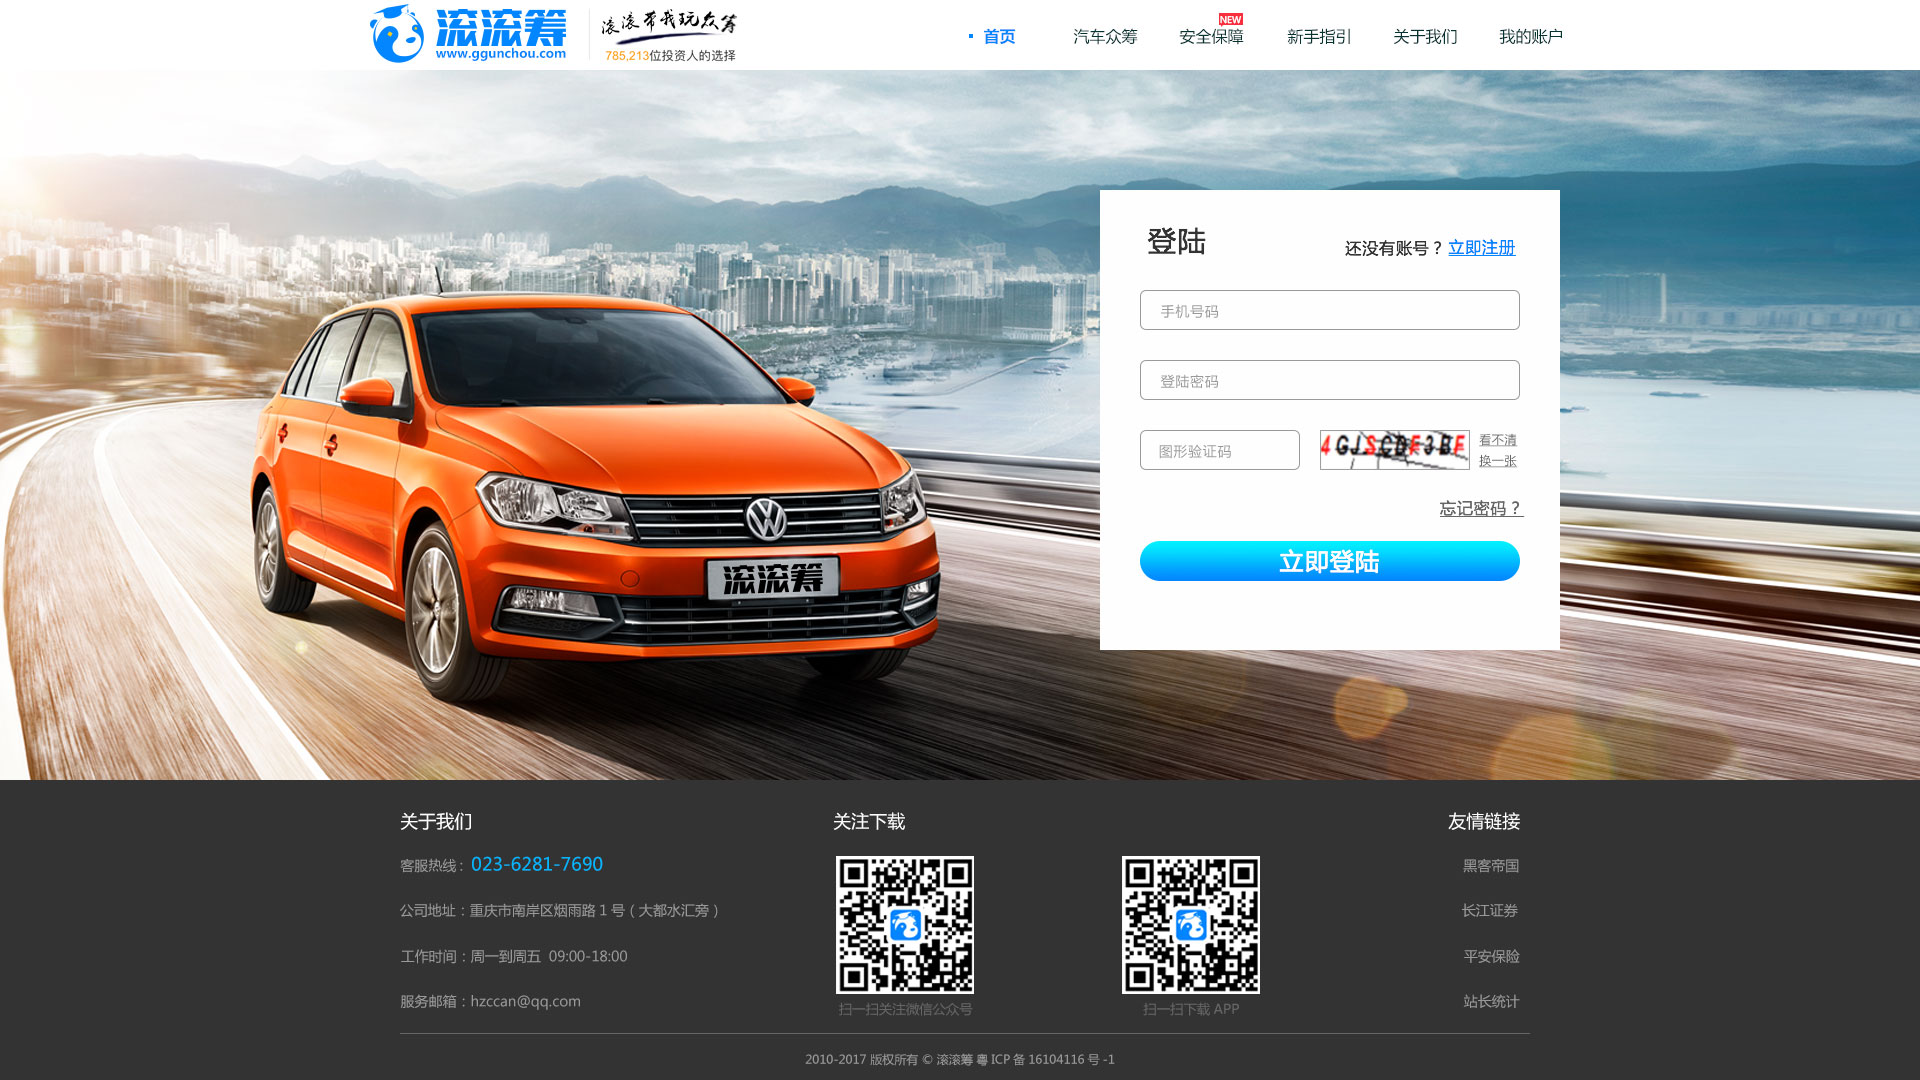 滚滚筹
www.ggunchou.com
滚滚带我玩众筹
785,213位投资人的选择
首页
汽车众筹
NEW
安全保障
新手指引
关于我们
我的账户
登陆
还没有账号？立即注册
手机号码
登陆密码
图形验证码
4GJSCDF3BF
看不清
换一张
忘记密码？
立即登陆
滚滚筹
关于我们
客服热线：023-6281-7690
公司地址：重庆市南岸区烟雨路 1 号（大都水汇旁）
工作时间：周一到周五 09:00-18:00
服务邮箱：hzccan@qq.com
关注下载
扫一扫关注微信公众号
扫一扫下载 APP
友情链接
黑客帝国
长江证券
平安保险
站长统计
2010-2017 版权所有 © 滚滚筹 粤 ICP 备 16104116 号 -1